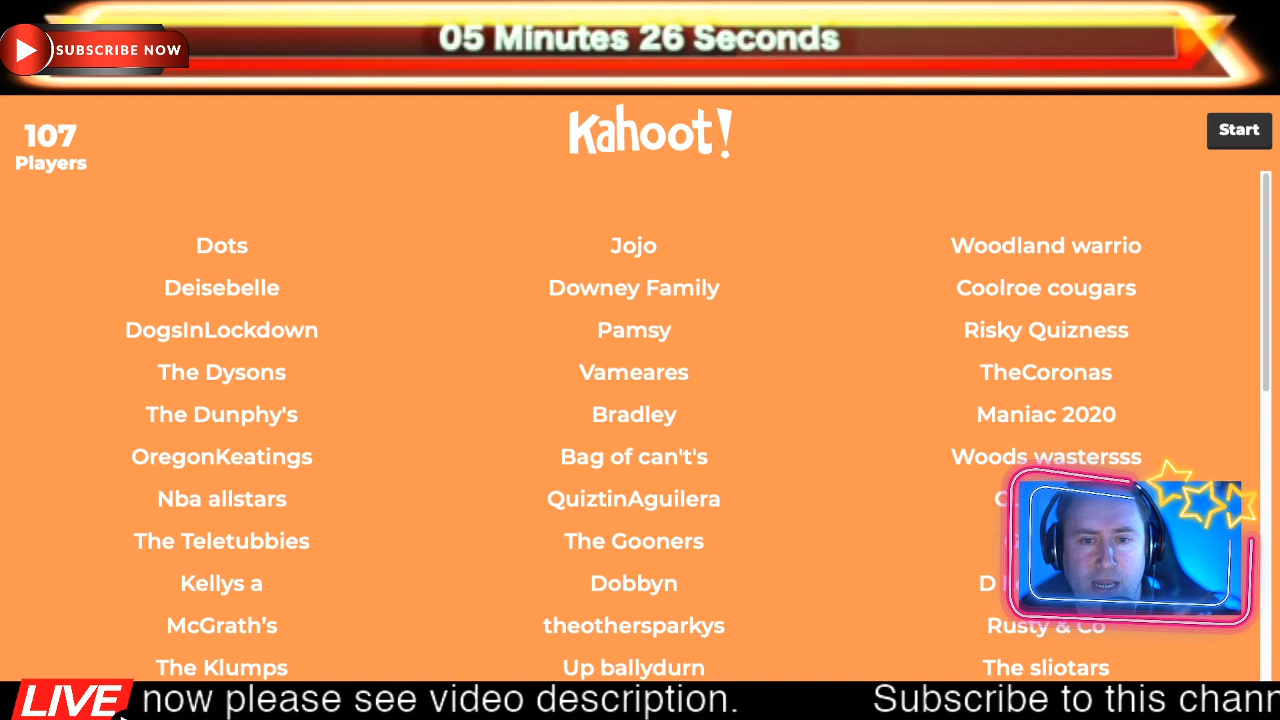 05 Minutes 26 Seconds
SUBSCRIBE NOW
107
Players
Kahoot!
Start
Dots
Jojo
Woodland warrio
Deisebelle
Downey Family
Coolroe cougars
DogsInLockdown
Pamsy
Risky Quizness
The Dysons
Vameares
TheCoronas
The Dunphy's
Bradley
Maniac 2020
OregonKeatings
Bag of can't's
Woods wastersss
Nba allstars
QuiztinAguilera
The Teletubbies
The Gooners
Kellys a
Dobbyn
D
McGrath’s
theothersparkys
Rusty & Co
The Klumps
Up ballydurn
The sliotars
LIVE
now please see video description.
Subscribe to this chann